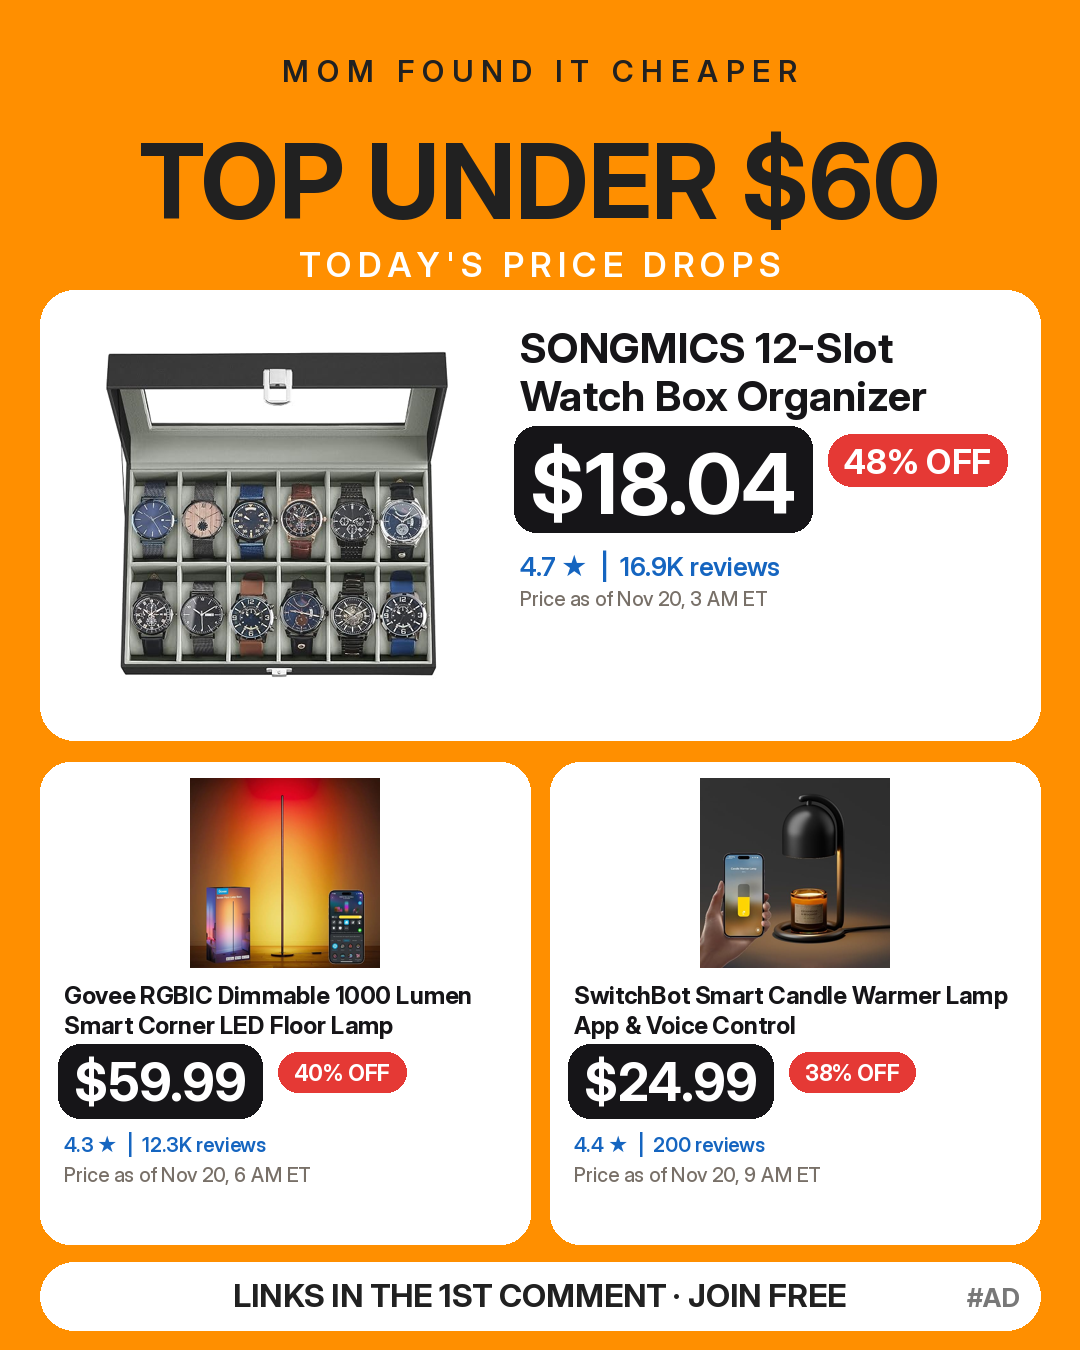 MOM FOUND IT CHEAPER
TOP UNDER $60
TODAY'S PRICE DROPS
SONGMICS 12-Slot
Watch Box Organizer
$18.04
48% OFF
4.7 ★ | 16.9K reviews
Price as of Nov 20, 3 AM ET
Govee RGBIC Dimmable 1000 Lumen
Smart Corner LED Floor Lamp
$59.99
40% OFF
4.3 ★ | 12.3K reviews
Price as of Nov 20, 6 AM ET
SwitchBot Smart Candle Warmer Lamp
App & Voice Control
$24.99
38% OFF
4.4 ★ | 200 reviews
Price as of Nov 20, 9 AM ET
LINKS IN THE 1ST COMMENT · JOIN FREE
#AD